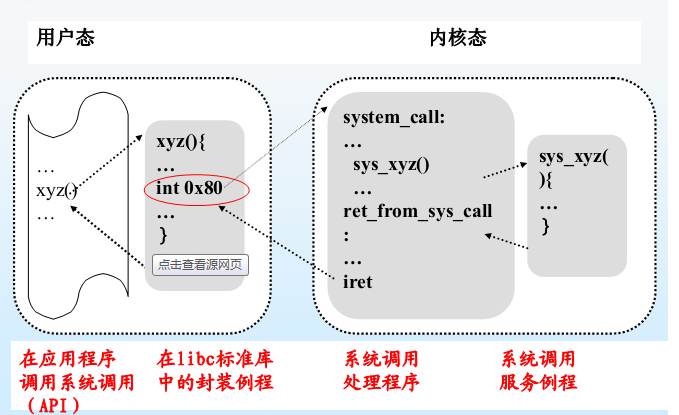 用户态
内核态
…
xyz()
…
xyz(){
…
int 0x80
…
}
点击查看源网页
system_call:
…
sys_xyz()
…
ret_from_sys_call
:
…
iret
sys_xyz(
){
…
}
在应用程序
调用系统调用
（API）
在libc标准库
中的封装例程
系统调用
处理程序
系统调用
服务例程